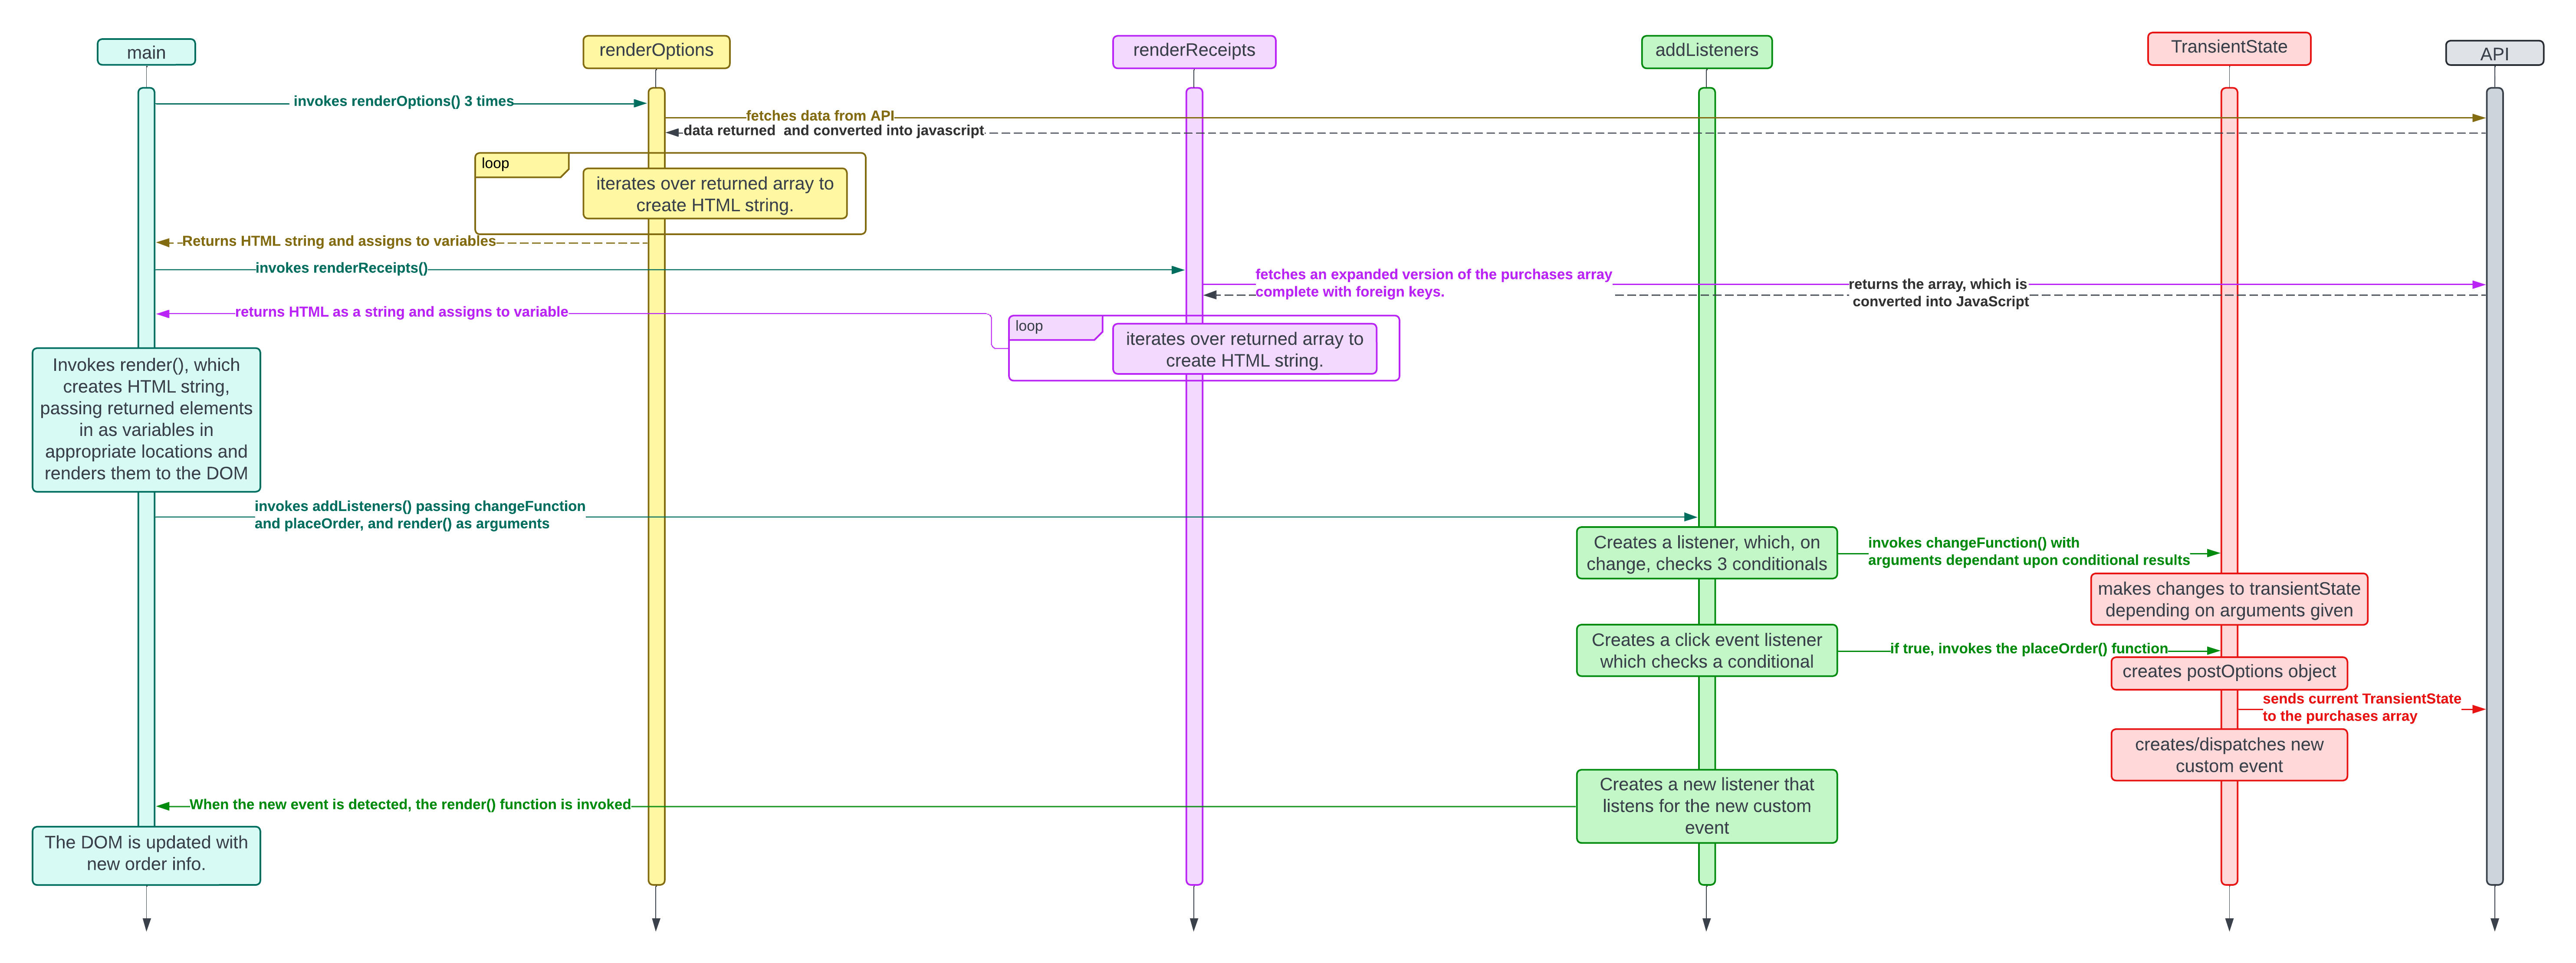 main
renderOptions
renderReceipts
addListeners
TransientState
API
invokes renderOptions() 3 times
fetches data from API
data returned  and converted into javascript
loop
iterates over returned array to
create HTML string.
Returns HTML string and assigns to variables
invokes renderReceipts()
fetches an expanded version of the purchases array
complete with foreign keys.
returns the array, which is
converted into JavaScript
returns HTML as a string and assigns to variable
loop
iterates over returned array to
create HTML string.
Invokes render(), which
creates HTML string,
passing returned elements
in as variables in
appropriate locations and
renders them to the DOM
invokes addListeners() passing changeFunction
and placeOrder, and render() as arguments
Creates a listener, which, on
change, checks 3 conditionals
invokes changeFunction() with
arguments dependant upon conditional results
makes changes to transientState
depending on arguments given
Creates a click event listener
which checks a conditional
if true, invokes the placeOrder() function
creates postOptions object
sends current TransientState
to the purchases array
creates/dispatches new
custom event
Creates a new listener that
listens for the new custom
event
When the new event is detected, the render() function is invoked
The DOM is updated with
new order info.